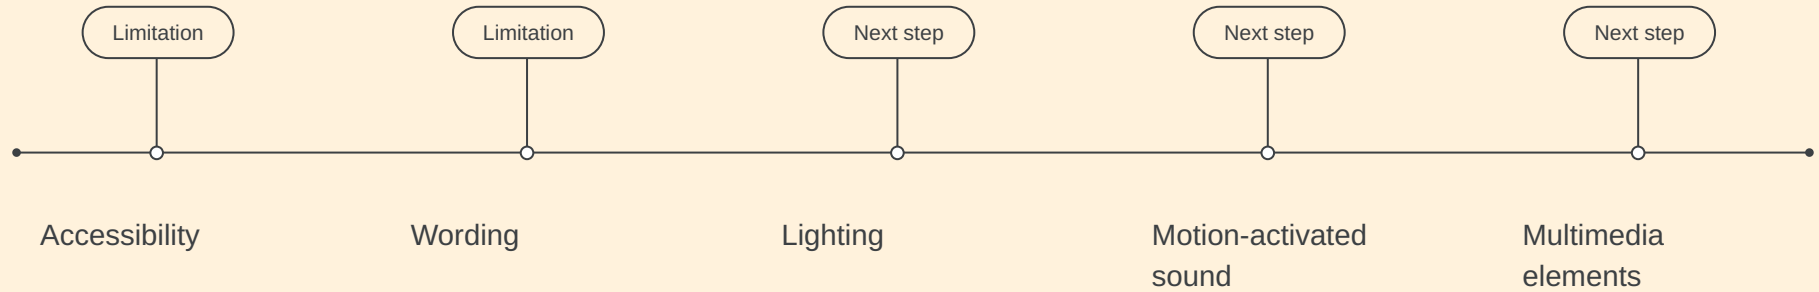 Limitation
Limitation
Next step
Next step
Next step
Accessibility
Wording
Lighting
Motion-activated
sound
Multimedia
elements